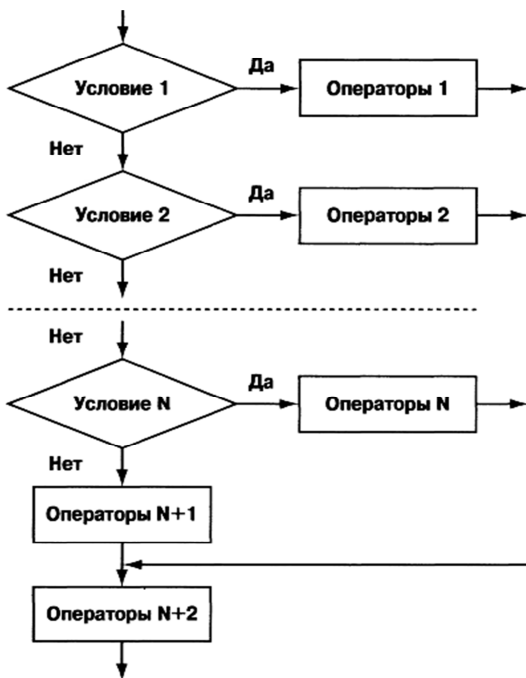 Да
Условие 1
Операторы 1
Нет
Да
Условие 2
Операторы 2
Нет
Нет
Да
Условие N
Операторы N
Нет
Операторы N+1
Операторы N+2